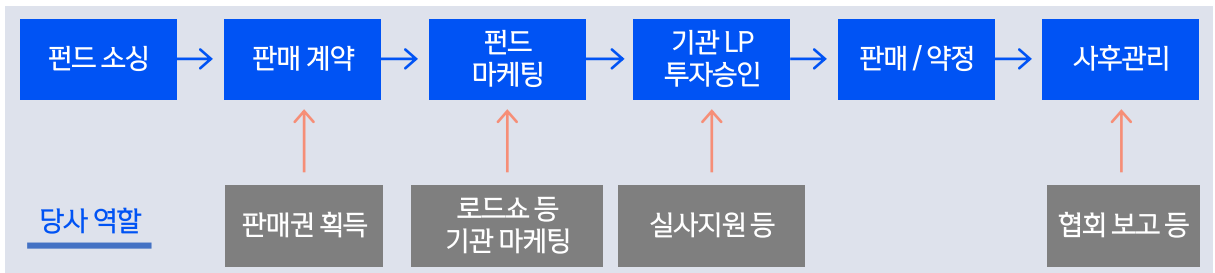 펀드 소싱
판매 계약
펀드
마케팅
기관 LP
투자승인
판매 / 약정
사후관리
당사 역할
판매권 획득
로드쇼 등
기관 마케팅
실사지원 등
협회 보고 등